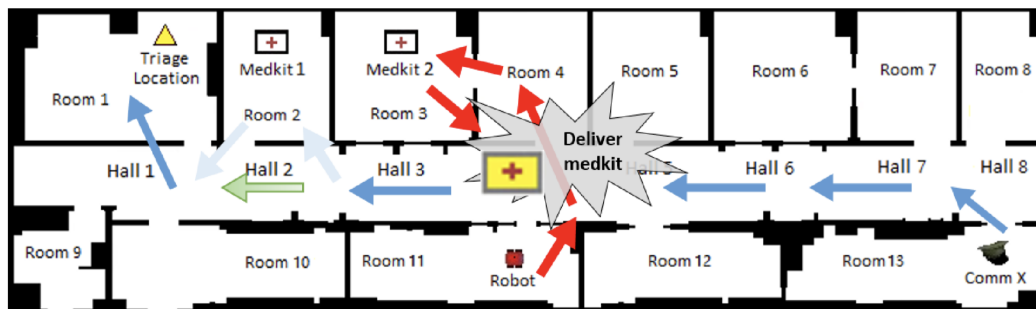 Triage
Location
Medkit 1
Medkit 2
Room 1
Room 2
Room 3
Room 4
Room 5
Room 6
Room 7
Room 8
Deliver
medkit
Hall 1
Hall 2
Hall 3
Hall 6
Hall 7
Hall 8
Room 9
Room 10
Room 11
Robot
Room 12
Room 13
Comm X